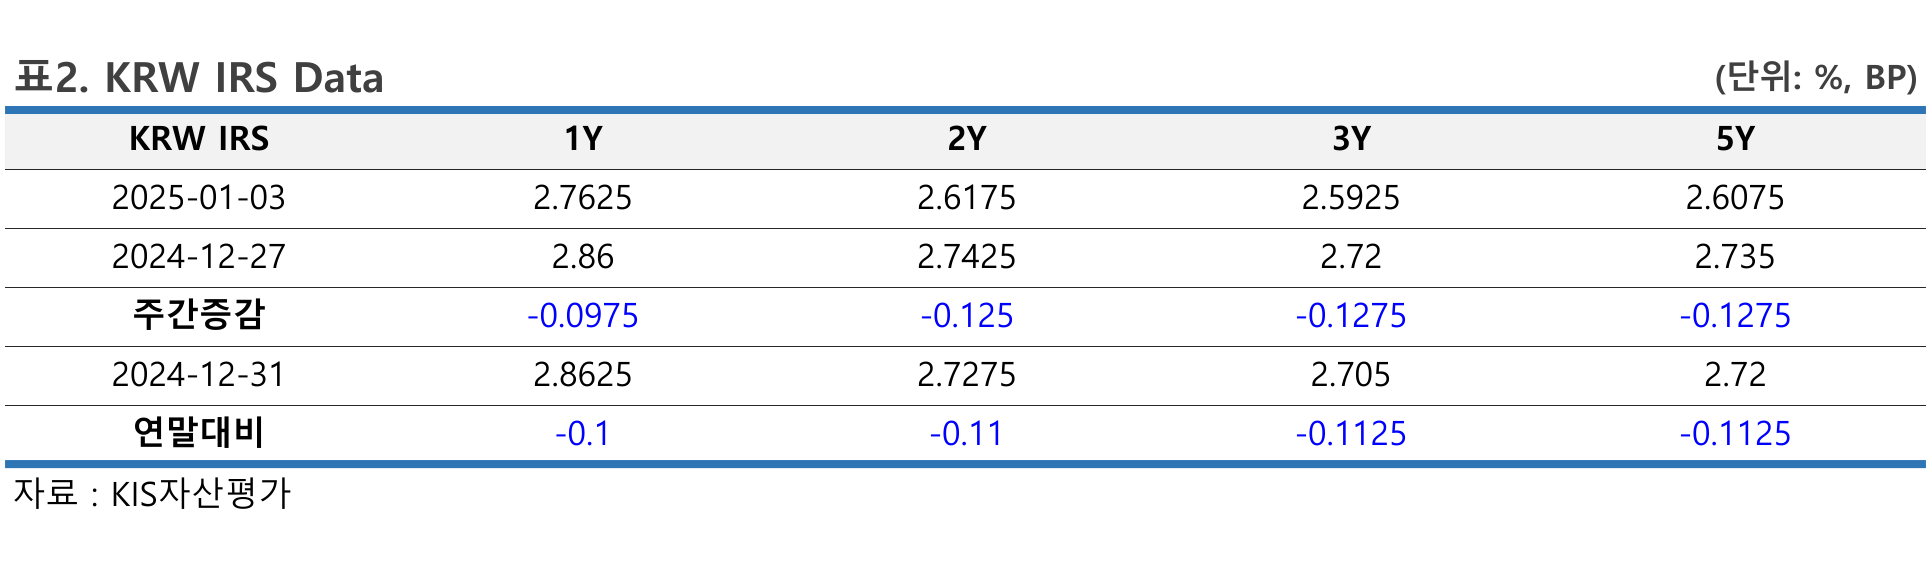 표2. KRW IRS Data (단위: %, BP)
KRW IRS 1Y 2Y 3Y 5Y
2025-01-03 2.7625 2.6175 2.5925 2.6075
2024-12-27 2.86 2.7425 2.72 2.735
주간증감 -0.0975 -0.125 -0.1275 -0.1275
2024-12-31 2.8625 2.7275 2.705 2.72
연말대비 -0.1 -0.11 -0.1125 -0.1125
자료 : KIS자산평가